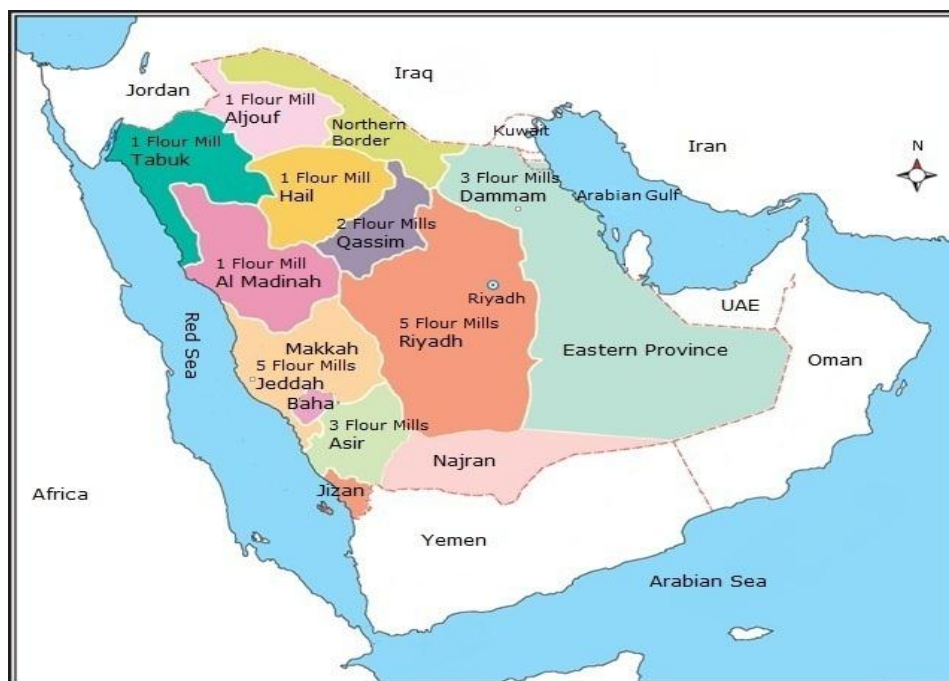 Iraq
Jordan
1 Flour Mill
Aljouf
Northern
Border
Kuwait
Iran
N
1 Flour Mill
Tabuk
1 Flour Mill
Hail
3 Flour Mills
Dammam
Arabian Gulf
2 Flour Mills
Qassim
1 Flour Mill
Al Madinah
Riyadh
UAE
Red Sea
5 Flour Mills
Riyadh
Makkah
5 Flour Mills
Jeddah
Baha
Eastern Province
Oman
3 Flour Mills
Asir
Najran
Jizan
Africa
Yemen
Arabian Sea